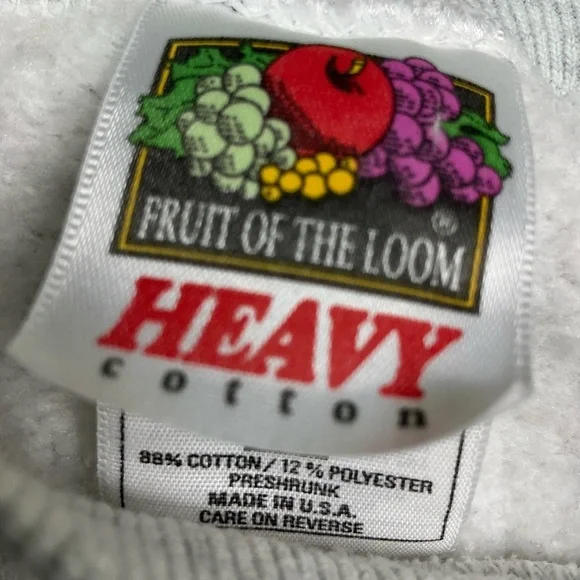 FRUIT OF THE LOOM ®
HEAVY
cotton
88% COTTON/12% POLYESTER
PRESHRUNK
MADE IN U.S.A.
CARE ON REVERSE